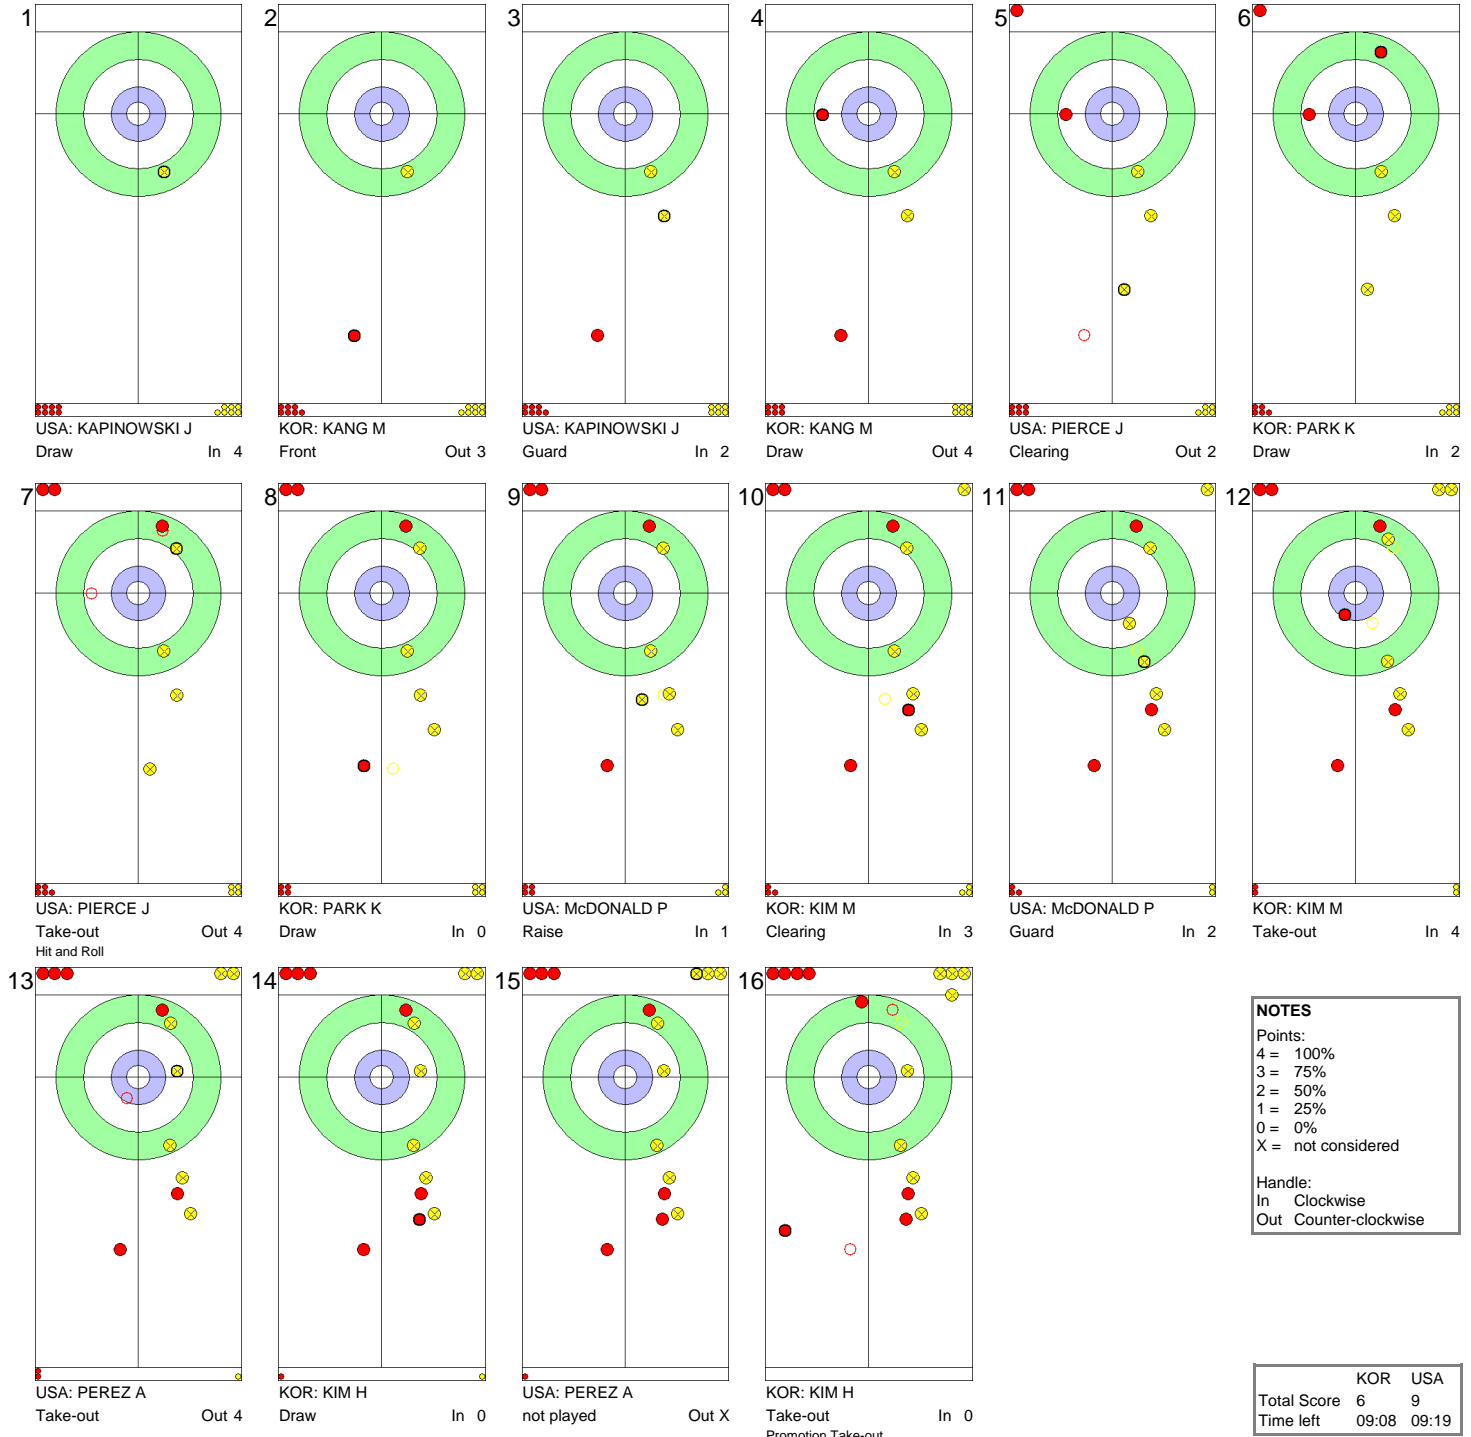 1 2 3 4 5 6
USA: KAPINOWSKI J KOR: KANG M USA: KAPINOWSKI J KOR: KANG M USA: PIERCE J KOR: PARK K
Draw In 4 Front Out 3 Guard In 2 Draw Out 4 Clearing Out 2 Draw In 2
7 8 9 10 11 12
USA: PIERCE J KOR: PARK K USA: McDONALD P KOR: KIM M USA: McDONALD P KOR: KIM M
Take-out Out 4 Draw In 0 Raise In 1 Clearing In 3 Guard In 2 Take-out In 4
Hit and Roll
13 14 15 16
USA: PEREZ A KOR: KIM H USA: PEREZ A KOR: KIM H
Take-out Out 4 Draw In 0 not played Out X Take-out In 0
Promotion Take-out
NOTES
Points:
4 = 100%
3 = 75%
2 = 50%
1 = 25%
0 = 0%
X = not considered
Handle:
In Clockwise
Out Counter-clockwise
KOR USA
Total Score 6 9
Time left 09:08 09:19